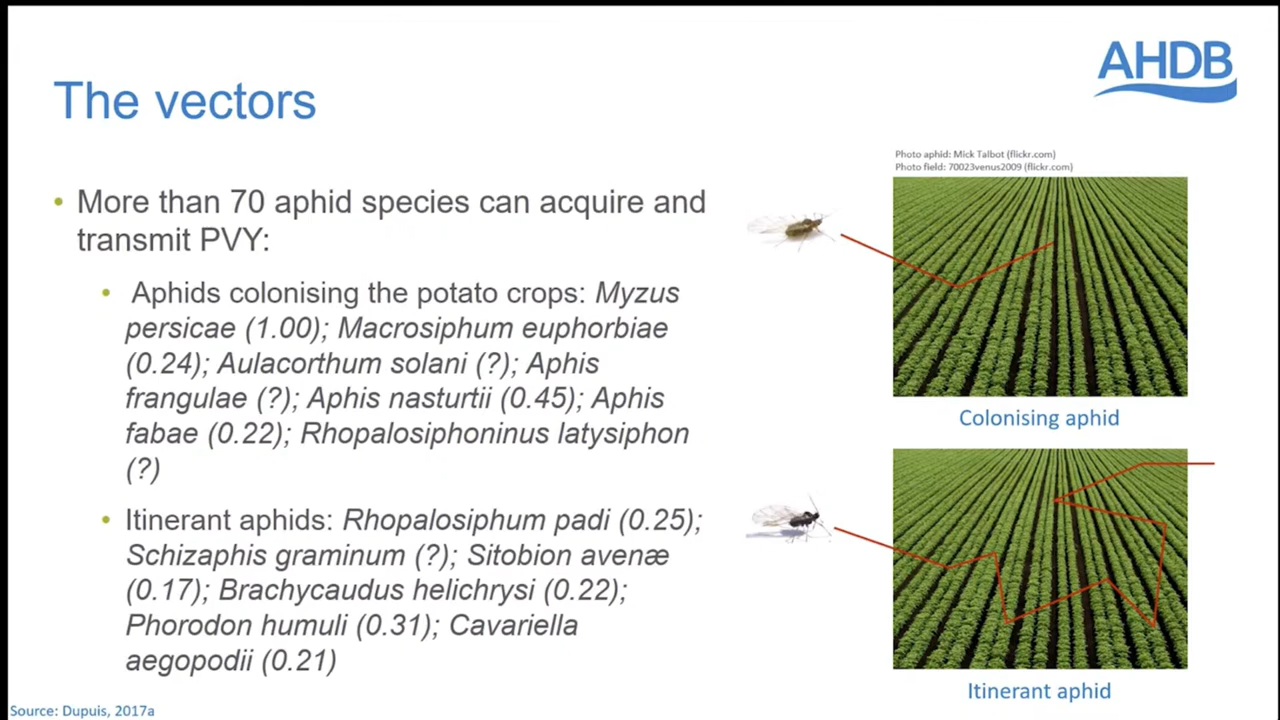 AHDB
The vectors
Photo aphid: Mick Talbot (flickr.com)
Photo field: 70023venus2009 (flickr.com)
• More than 70 aphid species can acquire and
transmit PVY:
• Aphids colonising the potato crops: Myzus
persicae (1.00); Macrosiphum euphorbiae
(0.24); Aulacorthum solani (?); Aphis
frangulae (?); Aphis nasturtii (0.45); Aphis
fabae (0.22); Rhopalosiphoninus latysiphon
(?)
• Itinerant aphids: Rhopalosiphum padi (0.25);
Schizaphis graminum (?); Sitobion avenæ
(0.17); Brachycaudus helichrysi (0.22);
Phorodon humuli (0.31); Cavariella
aegopodii (0.21)
Colonising aphid
Itinerant aphid
Source: Dupuis, 2017a